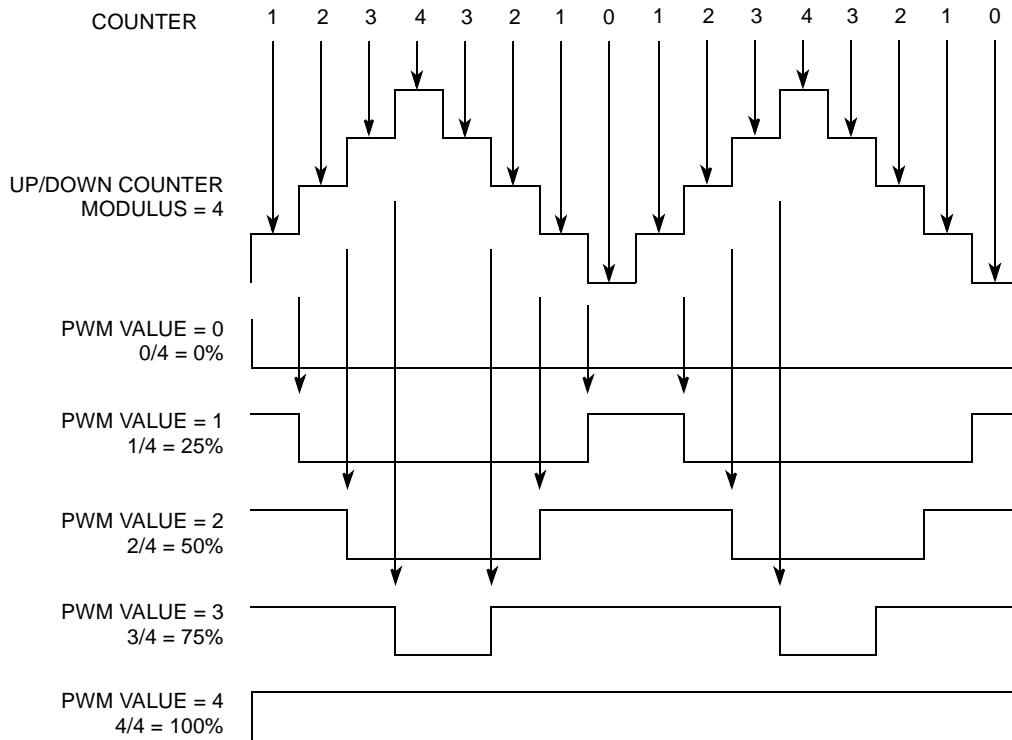 COUNTER 1 2 3 4 3 2 1 0 1 2 3 4 3 2 1 0
UP/DOWN COUNTER
MODULUS = 4
PWM VALUE = 0
0/4 = 0%
PWM VALUE = 1
1/4 = 25%
PWM VALUE = 2
2/4 = 50%
PWM VALUE = 3
3/4 = 75%
PWM VALUE = 4
4/4 = 100%